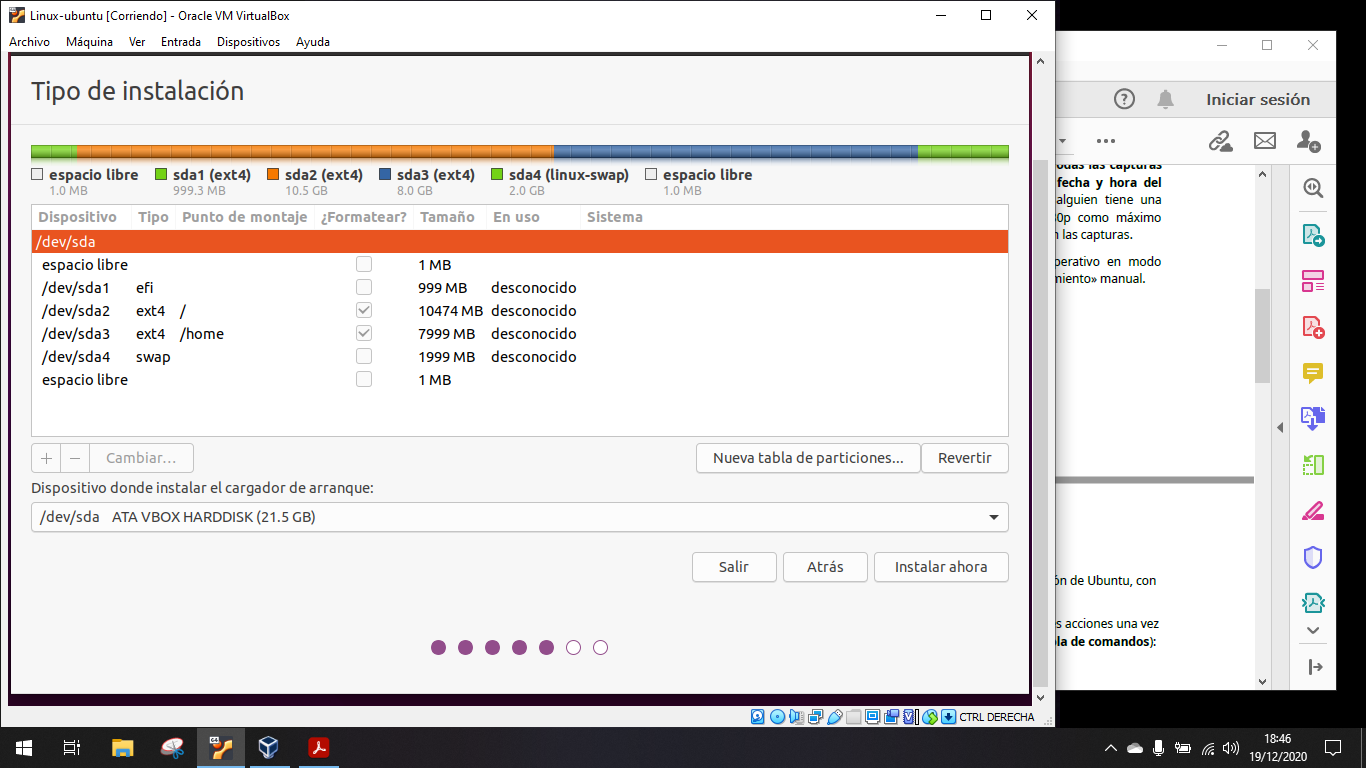 Linux-ubuntu [Corriendo] - Oracle VM VirtualBox
Archivo Máquina Ver Entrada Dispositivos Ayuda
Tipo de instalación
espacio libre sda1 (ext4) sda2 (ext4) sda3 (ext4) sda4 (linux-swap) espacio libre
1.0 MB 999.3 MB 10.5 GB 8.0 GB 2.0 GB 1.0 MB
Dispositivo Tipo Punto de montaje ¿Formatear? Tamaño En uso Sistema
/dev/sda
espacio libre 1 MB
/dev/sda1 efi 999 MB desconocido
/dev/sda2 ext4 / 10474 MB desconocido
/dev/sda3 ext4 /home 7999 MB desconocido
/dev/sda4 swap 1999 MB desconocido
espacio libre 1 MB
+ − Cambiar... Nueva tabla de particiones... Revertir
Dispositivo donde instalar el cargador de arranque:
/dev/sda ATA VBOX HARDDISK (21.5 GB)
Salir Atrás Instalar ahora
CTRL DERECHA
Iniciar sesión
las capturas
fecha y hora del
alguien tiene una
como máximo
las capturas.
en modo
manual.
de Ubuntu, con
acciones una vez
de comandos):
64
18:46
19/12/2020